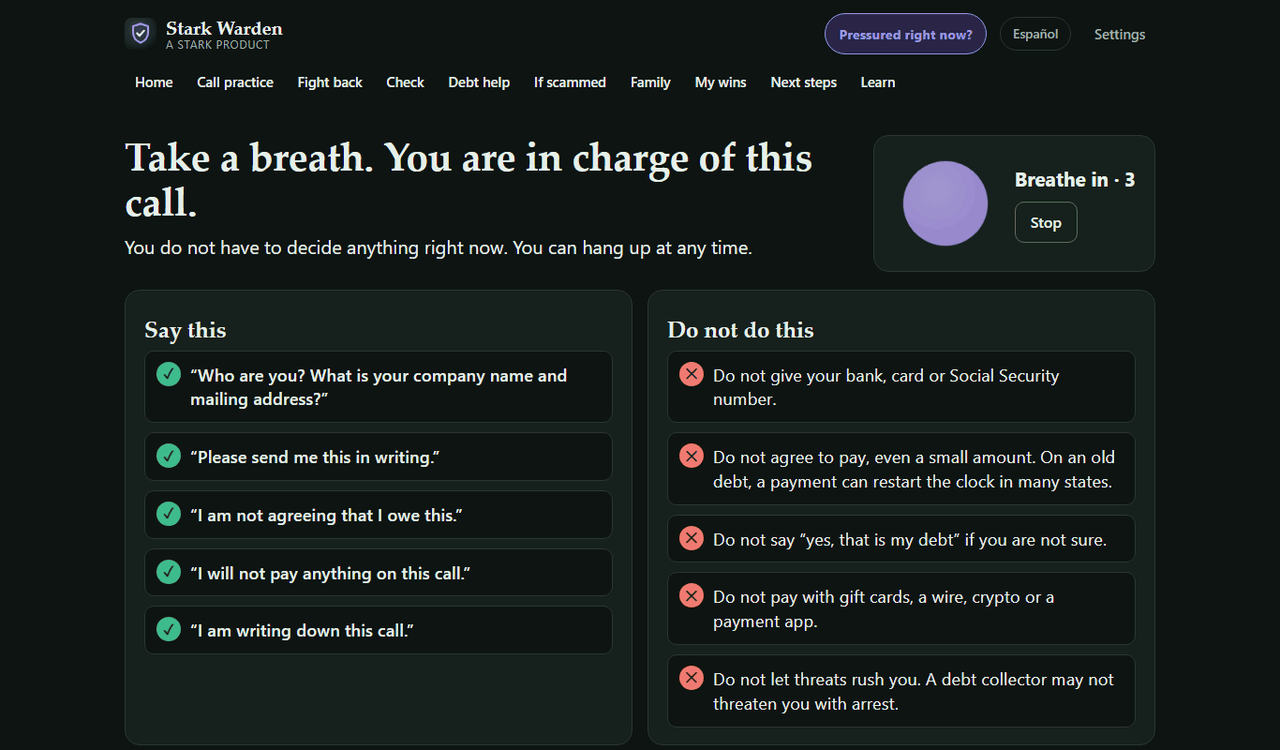 Stark Warden
A STARK PRODUCT
Pressured right now?
Español
Settings
Home
Call practice
Fight back
Check
Debt help
If scammed
Family
My wins
Next steps
Learn
Take a breath. You are in charge of this
call.
You do not have to decide anything right now. You can hang up at any time.
Breathe in · 3
Stop
Say this
“Who are you? What is your company name and
mailing address?”
“Please send me this in writing.”
“I am not agreeing that I owe this.”
“I will not pay anything on this call.”
“I am writing down this call.”
Do not do this
Do not give your bank, card or Social Security
number.
Do not agree to pay, even a small amount. On an old
debt, a payment can restart the clock in many states.
Do not say “yes, that is my debt” if you are not sure.
Do not pay with gift cards, a wire, crypto or a
payment app.
Do not let threats rush you. A debt collector may not
threaten you with arrest.